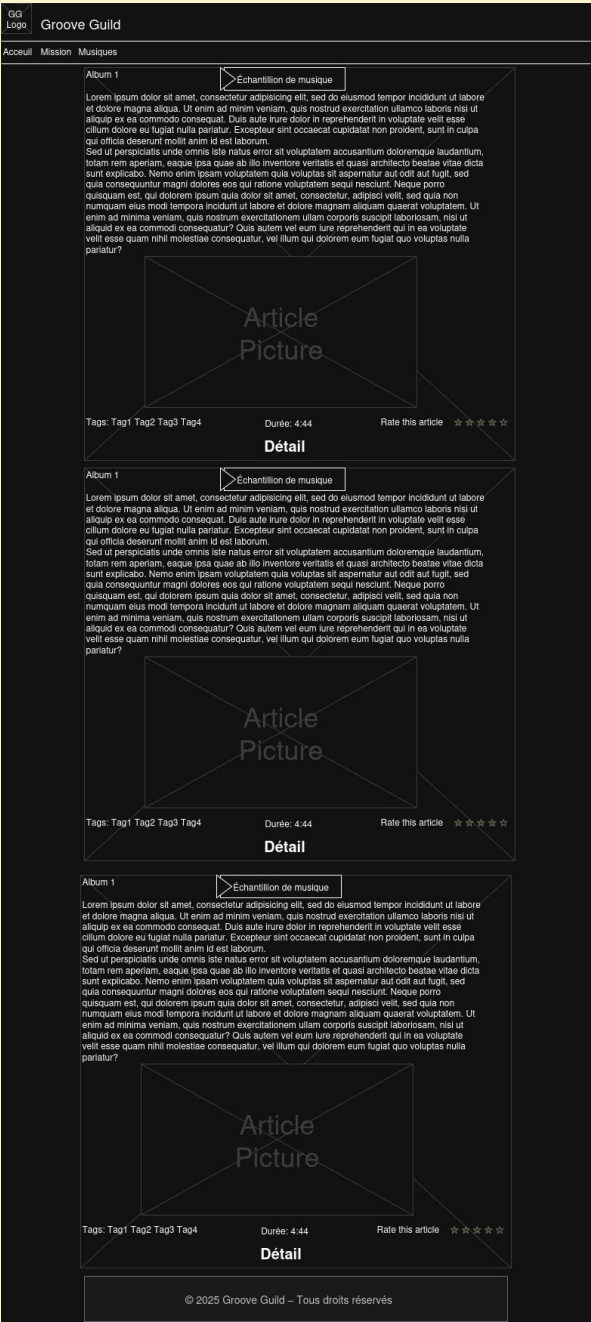 GG
Logo
Groove Guild
Acceuil Mission Musiques
Album 1
Échantillion de musique
Lorem ipsum dolor sit amet, consectetur adipisicing elit, sed do eiusmod tempor incididunt ut labore
et dolore magna aliqua. Ut enim ad minim veniam, quis nostrud exercitation ullamco laboris nisi ut
aliquip ex ea commodo consequat. Duis aute irure dolor in reprehenderit in voluptate velit esse
cillum dolore eu fugiat nulla pariatur. Excepteur sint occaecat cupidatat non proident, sunt in culpa
qui officia deserunt mollit anim id est laborum.
Sed ut perspiciatis unde omnis iste natus error sit voluptatem accusantium doloremque laudantium,
totam rem aperiam, eaque ipsa quae ab illo inventore veritatis et quasi architecto beatae vitae dicta
sunt explicabo. Nemo enim ipsam voluptatem quia voluptas sit aspernatur aut odit aut fugit, sed
quia consequuntur magni dolores eos qui ratione voluptatem sequi nesciunt. Neque porro
quisquam est, qui dolorem ipsum quia dolor sit amet, consectetur, adipisci velit, sed quia non
numquam eius modi tempora incidunt ut labore et dolore magnam aliquam quaerat voluptatem. Ut
enim ad minima veniam, quis nostrum exercitationem ullam corporis suscipit laboriosam, nisi ut
aliquid ex ea commodi consequatur? Quis autem vel eum iure reprehenderit qui in ea voluptate
velit esse quam nihil molestiae consequatur, vel illum qui dolorem eum fugiat quo voluptas nulla
pariatur?
Article
Picture
Tags: Tag1 Tag2 Tag3 Tag4
Durée: 4:44
Rate this article
Détail
Album 1
Échantillion de musique
Lorem ipsum dolor sit amet, consectetur adipisicing elit, sed do eiusmod tempor incididunt ut labore
et dolore magna aliqua. Ut enim ad minim veniam, quis nostrud exercitation ullamco laboris nisi ut
aliquip ex ea commodo consequat. Duis aute irure dolor in reprehenderit in voluptate velit esse
cillum dolore eu fugiat nulla pariatur. Excepteur sint occaecat cupidatat non proident, sunt in culpa
qui officia deserunt mollit anim id est laborum.
Sed ut perspiciatis unde omnis iste natus error sit voluptatem accusantium doloremque laudantium,
totam rem aperiam, eaque ipsa quae ab illo inventore veritatis et quasi architecto beatae vitae dicta
sunt explicabo. Nemo enim ipsam voluptatem quia voluptas sit aspernatur aut odit aut fugit, sed
quia consequuntur magni dolores eos qui ratione voluptatem sequi nesciunt. Neque porro
quisquam est, qui dolorem ipsum quia dolor sit amet, consectetur, adipisci velit, sed quia non
numquam eius modi tempora incidunt ut labore et dolore magnam aliquam quaerat voluptatem. Ut
enim ad minima veniam, quis nostrum exercitationem ullam corporis suscipit laboriosam, nisi ut
aliquid ex ea commodi consequatur? Quis autem vel eum iure reprehenderit qui in ea voluptate
velit esse quam nihil molestiae consequatur, vel illum qui dolorem eum fugiat quo voluptas nulla
pariatur?
Article
Picture
Tags: Tag1 Tag2 Tag3 Tag4
Durée: 4:44
Rate this article
Détail
Album 1
Échantillion de musique
Lorem ipsum dolor sit amet, consectetur adipisicing elit, sed do eiusmod tempor incididunt ut labore
et dolore magna aliqua. Ut enim ad minim veniam, quis nostrud exercitation ullamco laboris nisi ut
aliquip ex ea commodo consequat. Duis aute irure dolor in reprehenderit in voluptate velit esse
cillum dolore eu fugiat nulla pariatur. Excepteur sint occaecat cupidatat non proident, sunt in culpa
qui officia deserunt mollit anim id est laborum.
Sed ut perspiciatis unde omnis iste natus error sit voluptatem accusantium doloremque laudantium,
totam rem aperiam, eaque ipsa quae ab illo inventore veritatis et quasi architecto beatae vitae dicta
sunt explicabo. Nemo enim ipsam voluptatem quia voluptas sit aspernatur aut odit aut fugit, sed
quia consequuntur magni dolores eos qui ratione voluptatem sequi nesciunt. Neque porro
quisquam est, qui dolorem ipsum quia dolor sit amet, consectetur, adipisci velit, sed quia non
numquam eius modi tempora incidunt ut labore et dolore magnam aliquam quaerat voluptatem. Ut
enim ad minima veniam, quis nostrum exercitationem ullam corporis suscipit laboriosam, nisi ut
aliquid ex ea commodi consequatur? Quis autem vel eum iure reprehenderit qui in ea voluptate
velit esse quam nihil molestiae consequatur, vel illum qui dolorem eum fugiat quo voluptas nulla
pariatur?
Article
Picture
Tags: Tag1 Tag2 Tag3 Tag4
Durée: 4:44
Rate this article
Détail
© 2025 Groove Guild – Tous droits réservés